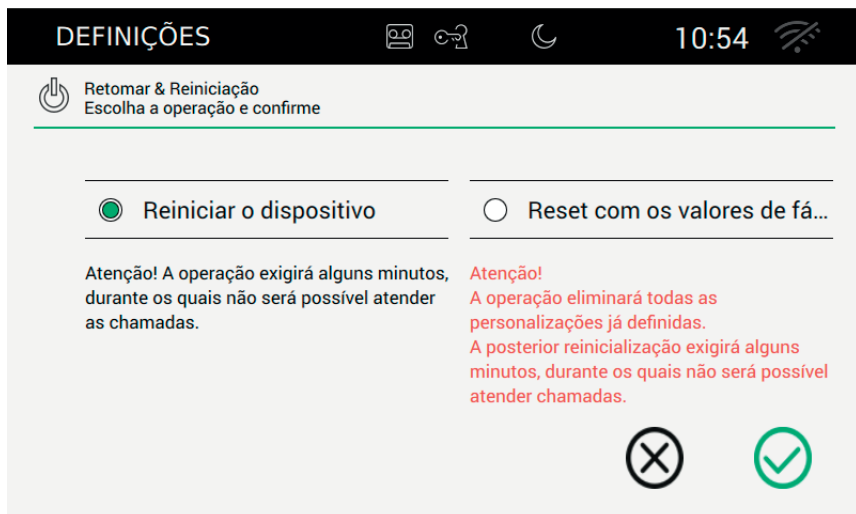 DEFINIÇÕES
10:54
Retomar & Reiniciação
Escolha a operação e confirme
Reiniciar o dispositivo
Atenção! A operação exigirá alguns minutos,
durante os quais não será possível atender
as chamadas.
Reset com os valores de fá...
Atenção!
A operação eliminará todas as
personalizações já definidas.
A posterior reinicialização exigirá alguns
minutos, durante os quais não será possível
atender chamadas.